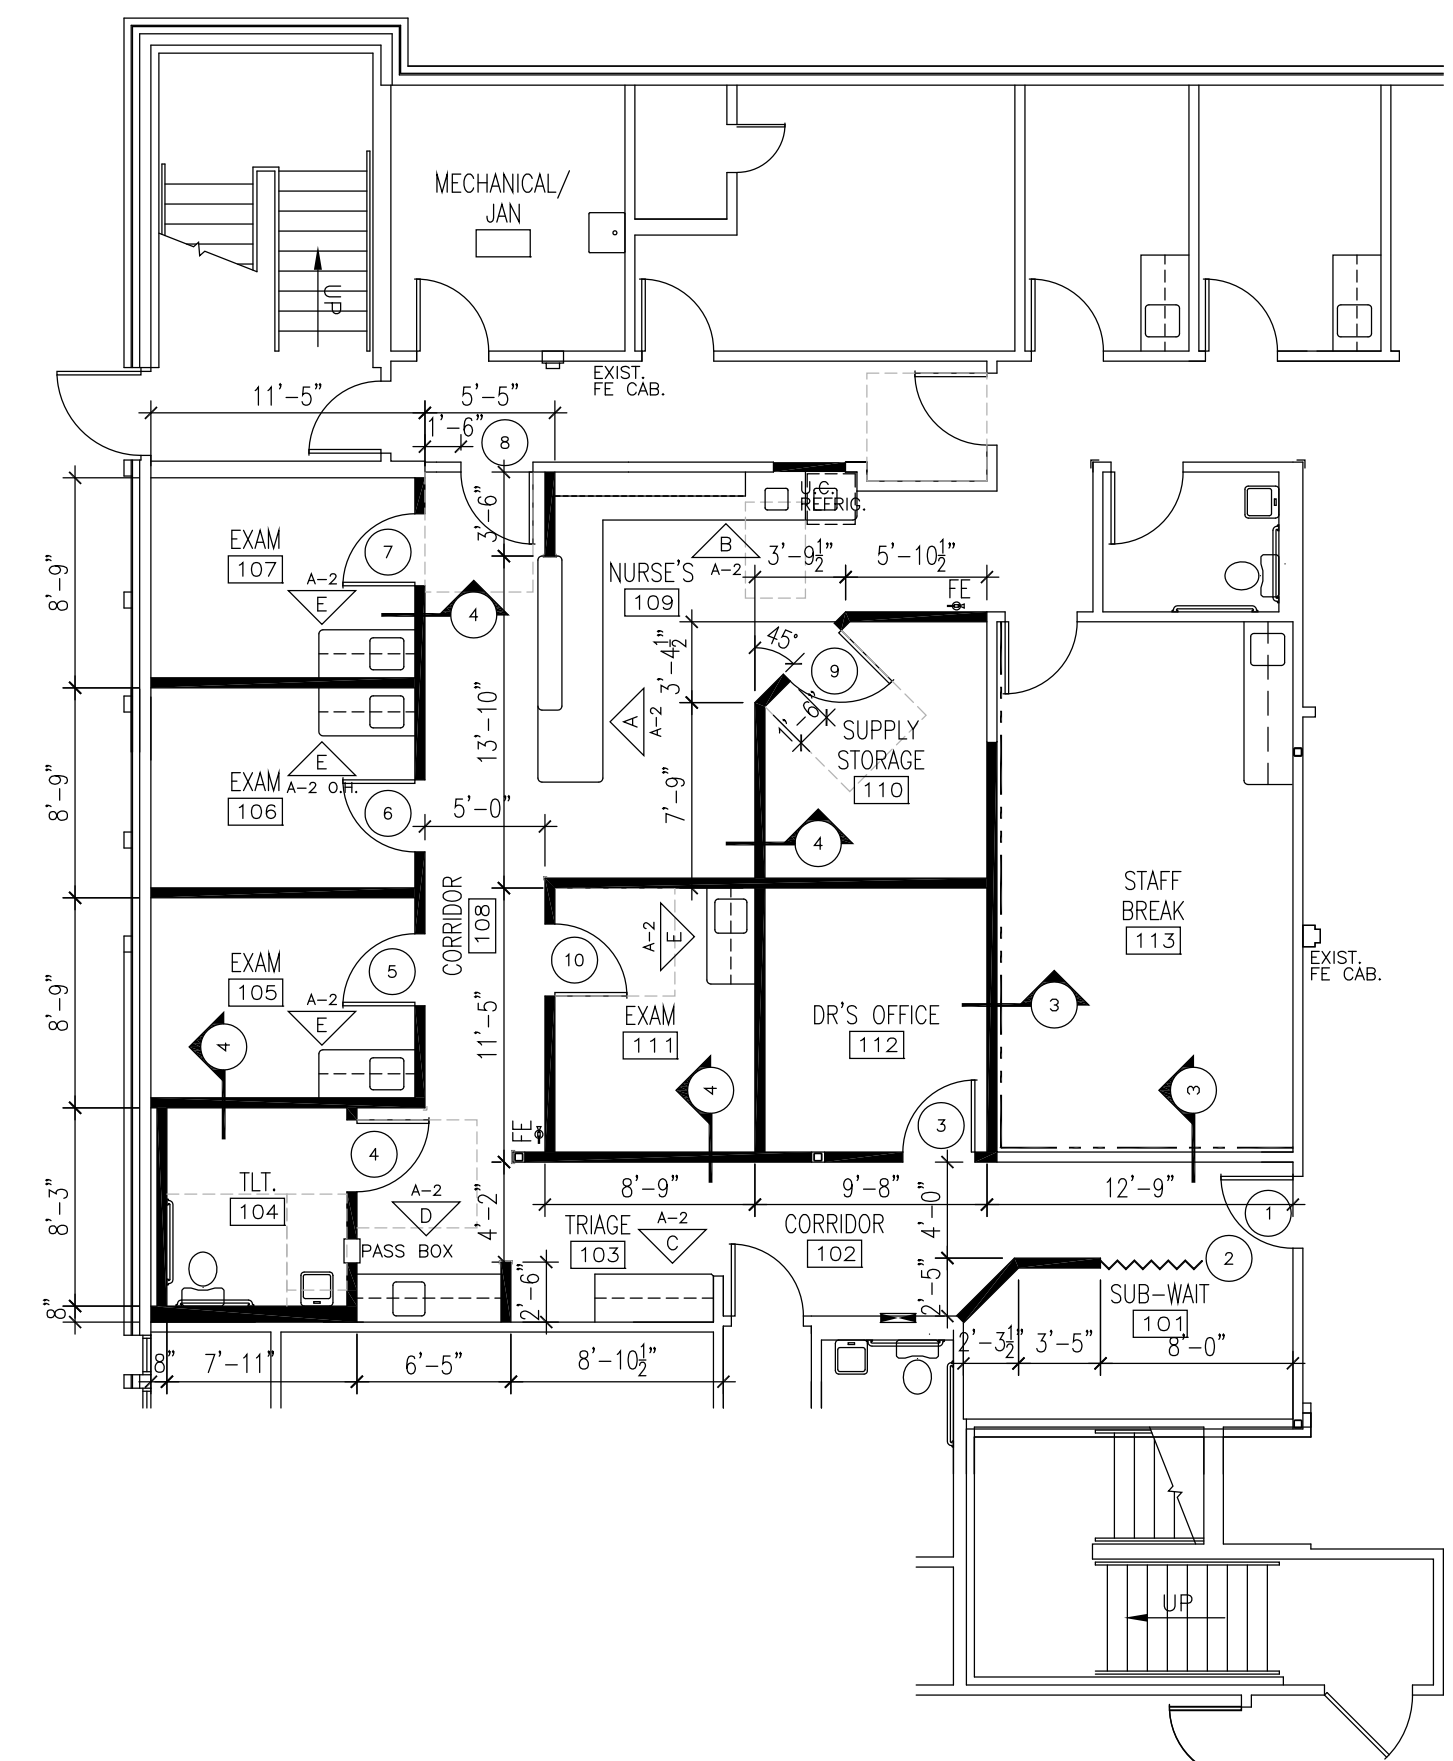 MECHANICAL/
JAN
UP
EXIST.
FE CAB.
11'-5"
5'-5"
1'-6"
8
U.C.
REFRIG.
3'-6"
EXAM
107
7
A-2
E
8'-9"
4
NURSE'S
109
B
A-2
3'-9½"
5'-10½"
FE
45°
9
3'-4½"
1'-6"
A
A-2
SUPPLY
STORAGE
110
13'-10"
E
EXAM
A-2 O.H.
106
6
8'-9"
5'-0"
7'-9"
4
CORRIDOR
108
STAFF
BREAK
113
EXIST.
FE CAB.
EXAM
105
5
A-2
E
8'-9"
4
10
A-2
E
EXAM
111
11'-5"
4
DR'S OFFICE
112
3
3
3
FE
4
TLT.
104
8'-3"
8"
A-2
D
PASS BOX
4'-2"
8'-9"
9'-8"
12'-9"
TRIAGE
103
A-2
C
CORRIDOR
102
4'-0"
1
2
2'-6"
2'-5"
SUB-WAIT
101
2'-3½"
3'-5"
8'-0"
8"
7'-11"
6'-5"
8'-10½"
UP